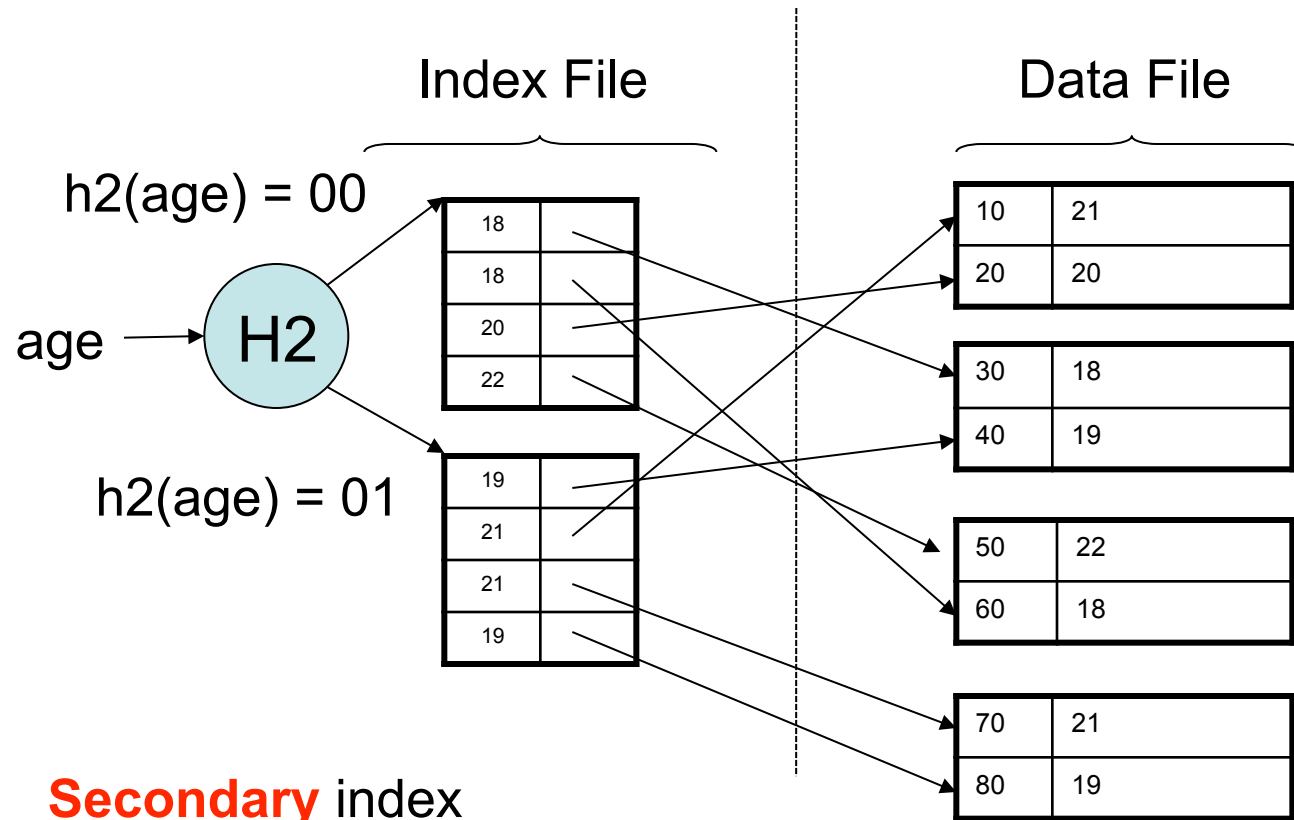 Index File
Data File
h2(age) = 00
age
H2
h2(age) = 01
18
18
20
22
19
21
21
19
10 21
20 20
30 18
40 19
50 22
60 18
70 21
80 19
Secondary index